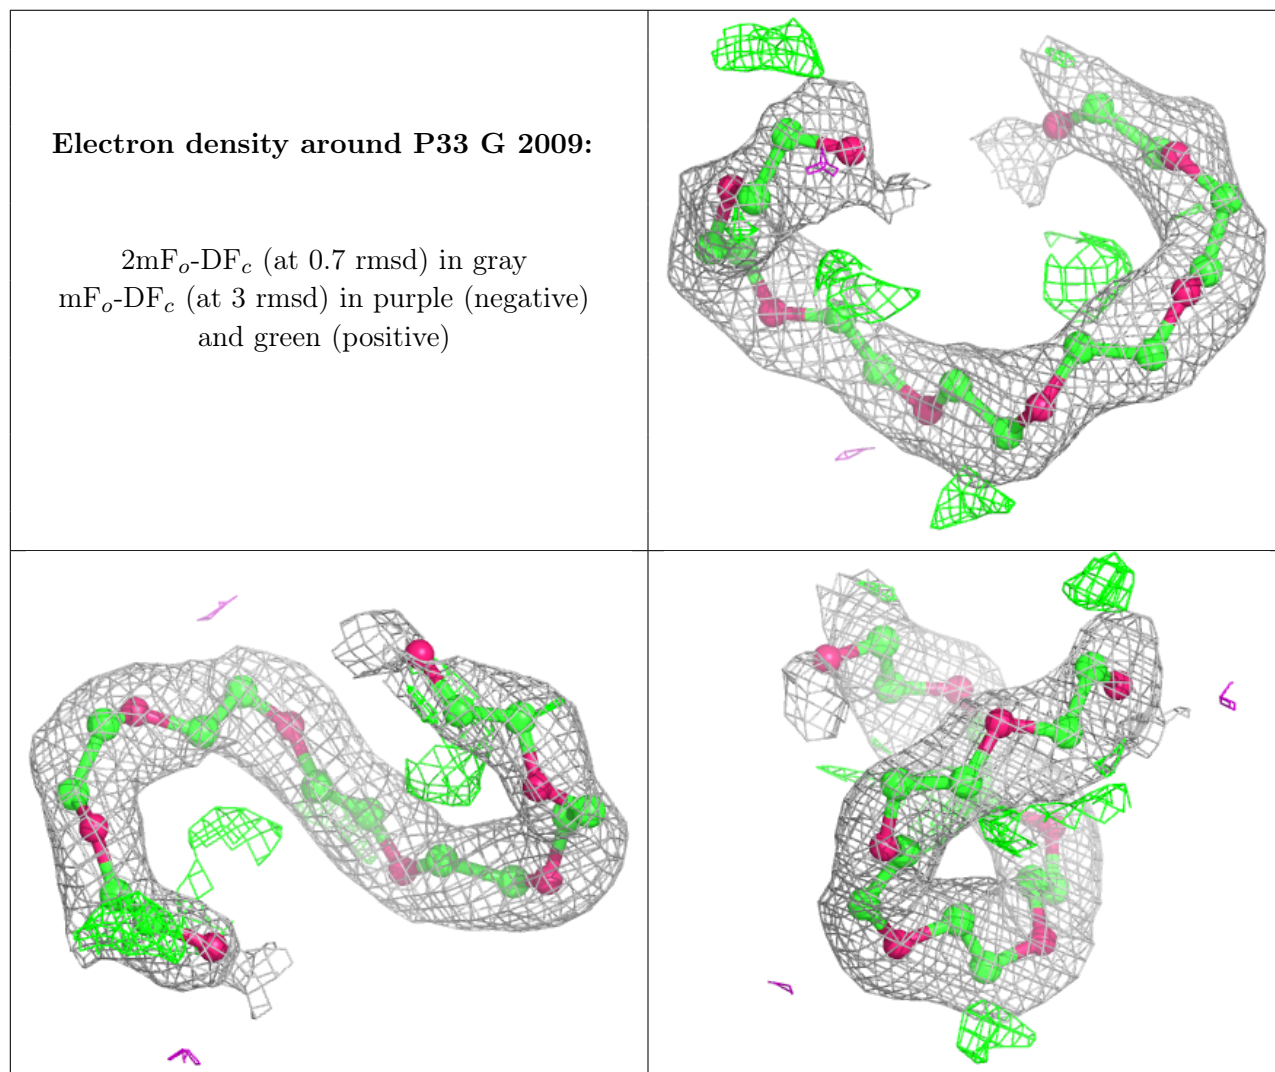 Electron density around P33 G 2009:
2mFo-DFc (at 0.7 rmsd) in gray
mFo-DFc (at 3 rmsd) in purple (negative)
and green (positive)